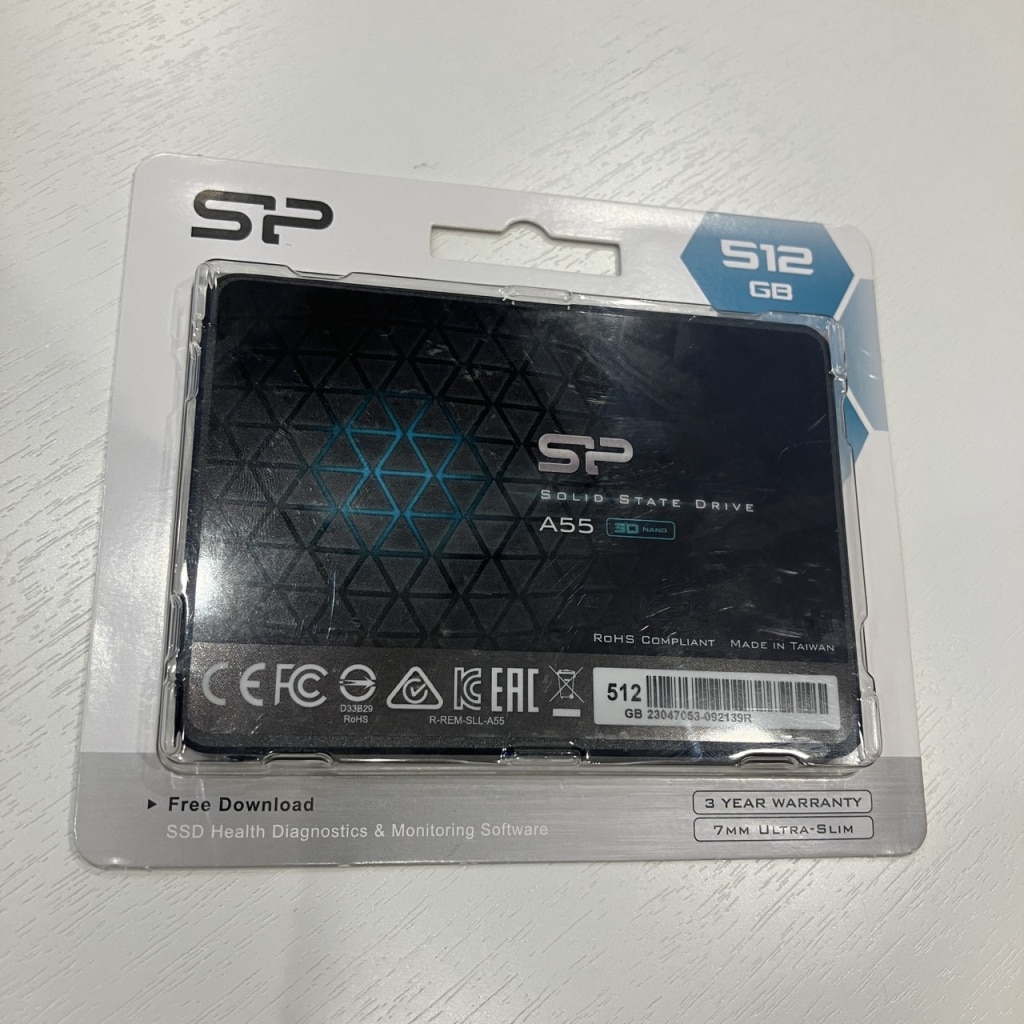 SP
512
GB
SP
SOLID STATE DRIVE
A55 3D NAND
RoHS COMPLIANT MADE IN TAIWAN
CE FC
D33B29
RoHS
R-REM-SLL-A55
EAC
512
GB 23047053-092139R
Free Download
SSD Health Diagnostics & Monitoring Software
3 YEAR WARRANTY
7MM ULTRA-SLIM